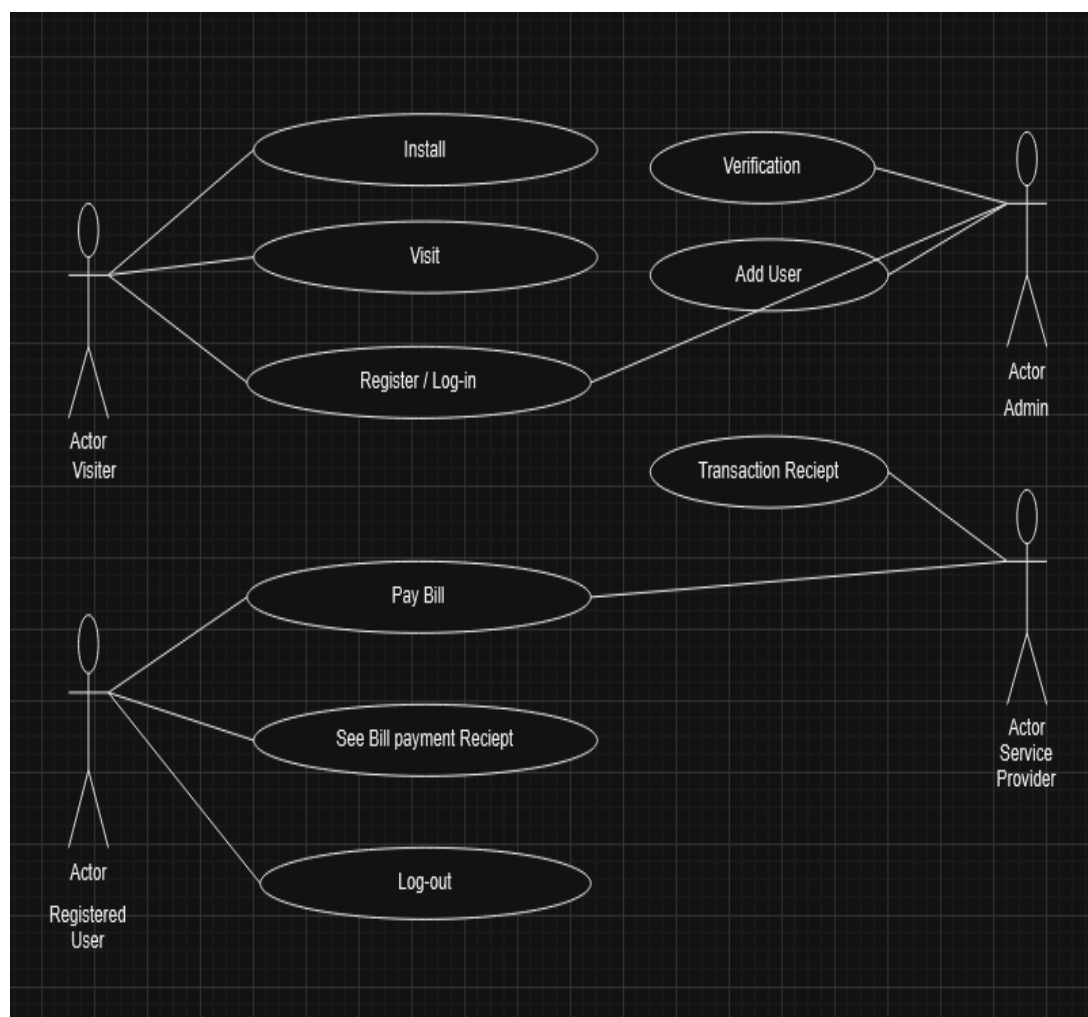 Install
Verification
Visit
Add User
Register / Log-in
Actor
Admin
Actor
Visiter
Transaction Reciept
Pay Bill
See Bill payment Reciept
Actor
Service
Provider
Actor
Log-out
Registered
User